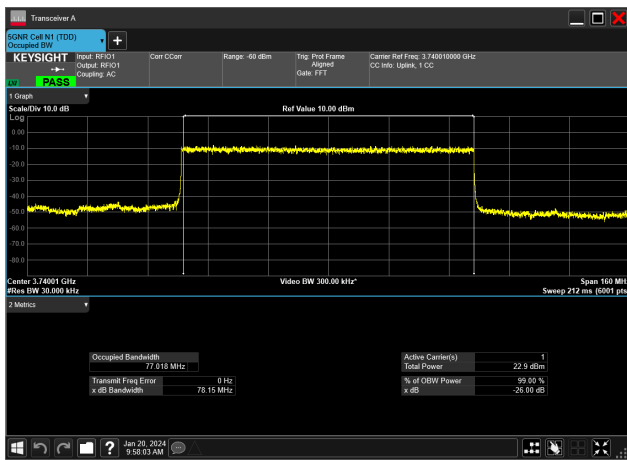 Transceiver A
5GNR Cell N1 (TDD)
Occupied BW
KEYSIGHT
Input: RFIO1
Output: RFIO1
Coupling: AC
Corr CCorr
Range: -60 dBm
Trig: Prot Frame
Aligned
Gate: FFT
Carrier Ref Freq: 3.740010000 GHz
CC Info: Uplink, 1 CC
PASS
1 Graph
Scale/Div 10.0 dB
Ref Value 10.00 dBm
Log
0.00
-10.0
-20.0
-30.0
-40.0
-50.0
-60.0
-70.0
-80.0
Center 3.74001 GHz
Video BW 300.00 kHz*
Span 160 MH
#Res BW 30.000 kHz
Sweep 212 ms (6001 pts
2 Metrics
Occupied Bandwidth
77.018 MHz
Active Carrier(s) 1
Total Power 22.9 dBm
Transmit Freq Error 0 Hz
x dB Bandwidth 78.15 MHz
% of OBW Power 99.00 %
x dB -26.00 dB
? Jan 20, 2024
9:58:03 AM